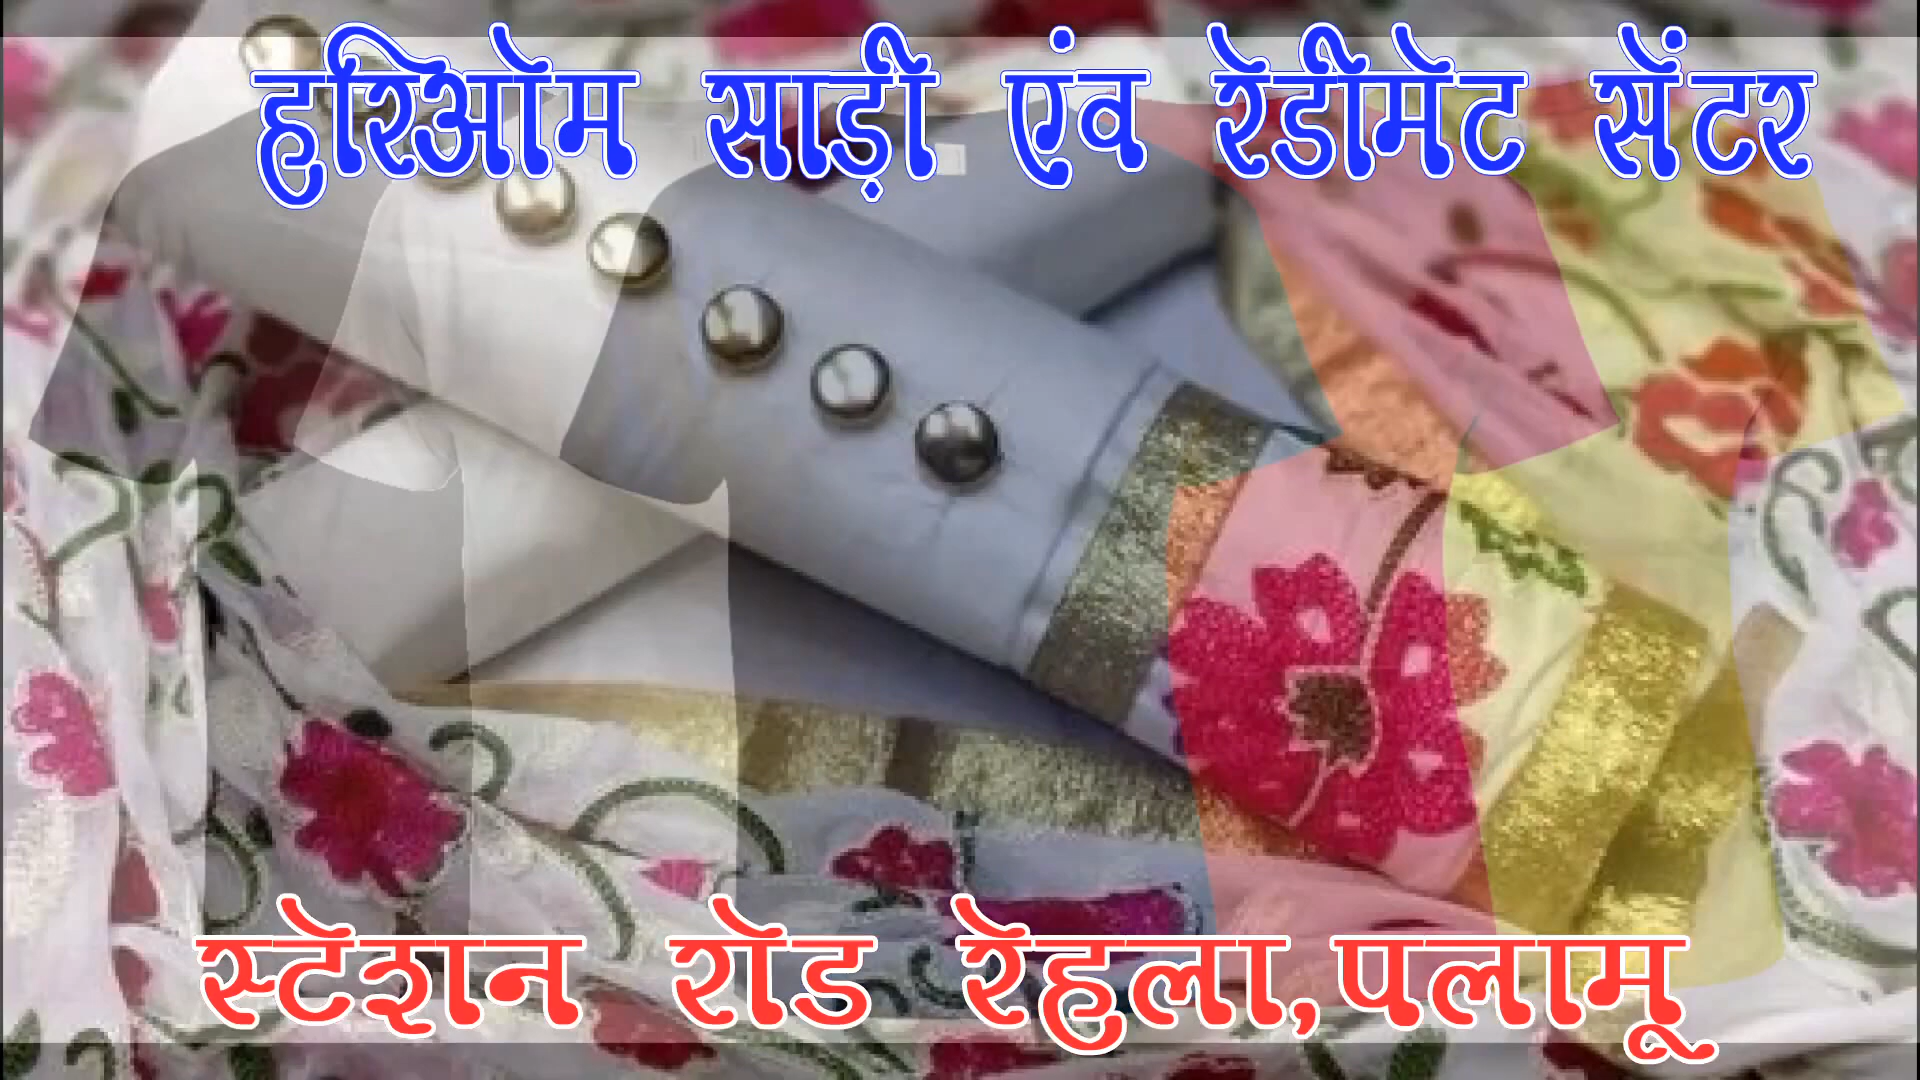 हरिओम साड़ी एंव रेडीमेट सेंटर
स्टेशन रोड रेहला,पलामू